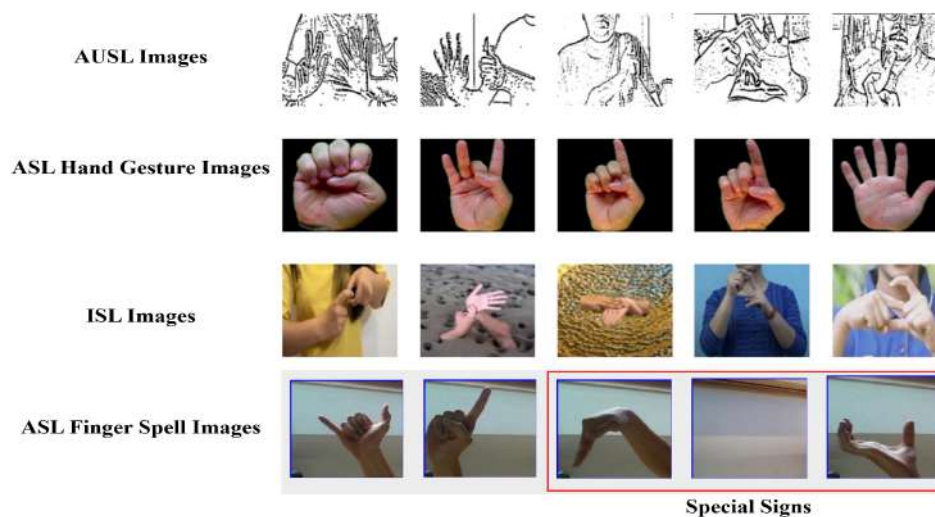 AUSL Images
ASL Hand Gesture Images
ISL Images
ASL Finger Spell Images
Special Signs